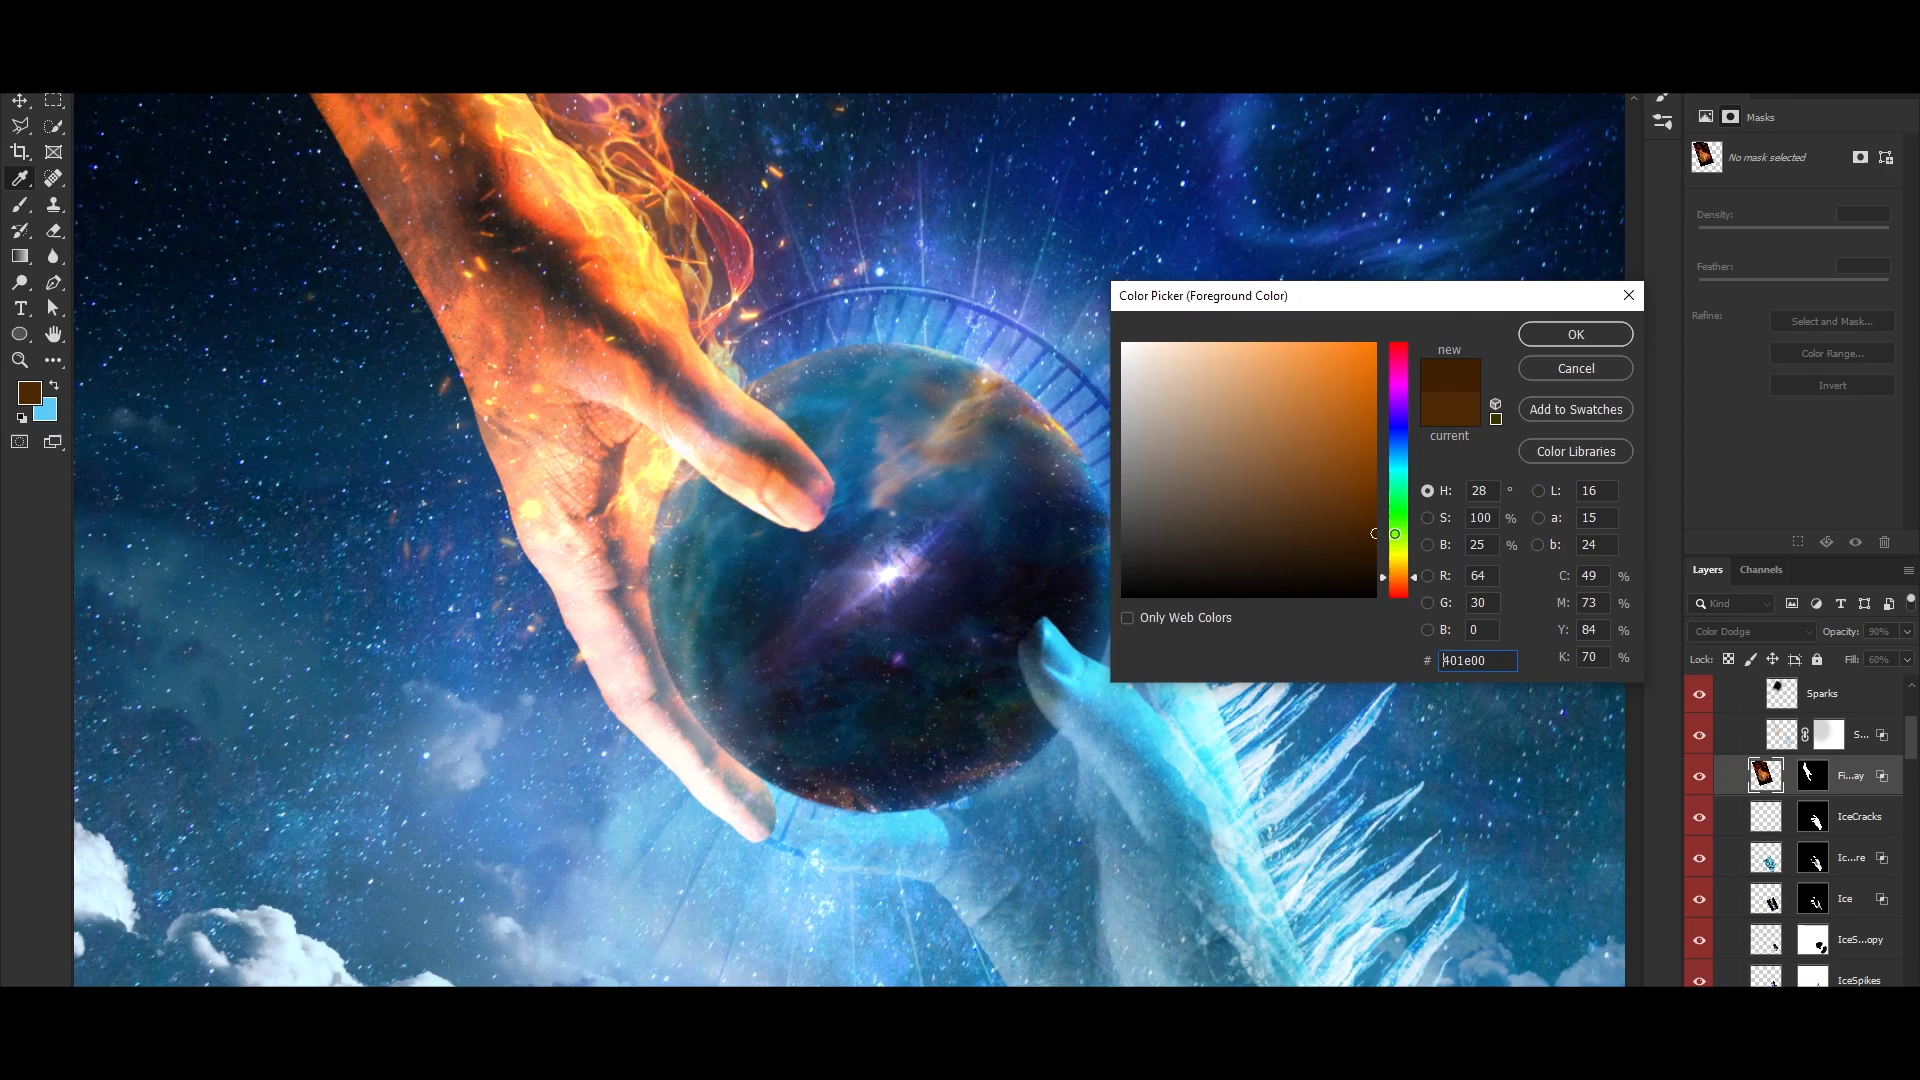 Masks
No mask selected
Density:
Feather:
Refine:
Select and Mask...
Color Range...
Invert
Color Picker (Foreground Color)
new
current
OK
Cancel
Add to Swatches
Color Libraries
H: 28 °
S: 100 %
B: 25 %
R: 64
G: 30
B: 0
# 401e00
L: 16
a: 15
b: 24
C: 49 %
M: 73 %
Y: 84 %
K: 70 %
Only Web Colors
Layers Channels
Kind
Color Dodge Opacity: 90%
Lock: Fill: 60%
Sparks
S...
Fi...ay
IceCracks
Ic...re
Ice
IceS...opy
IceSpikes